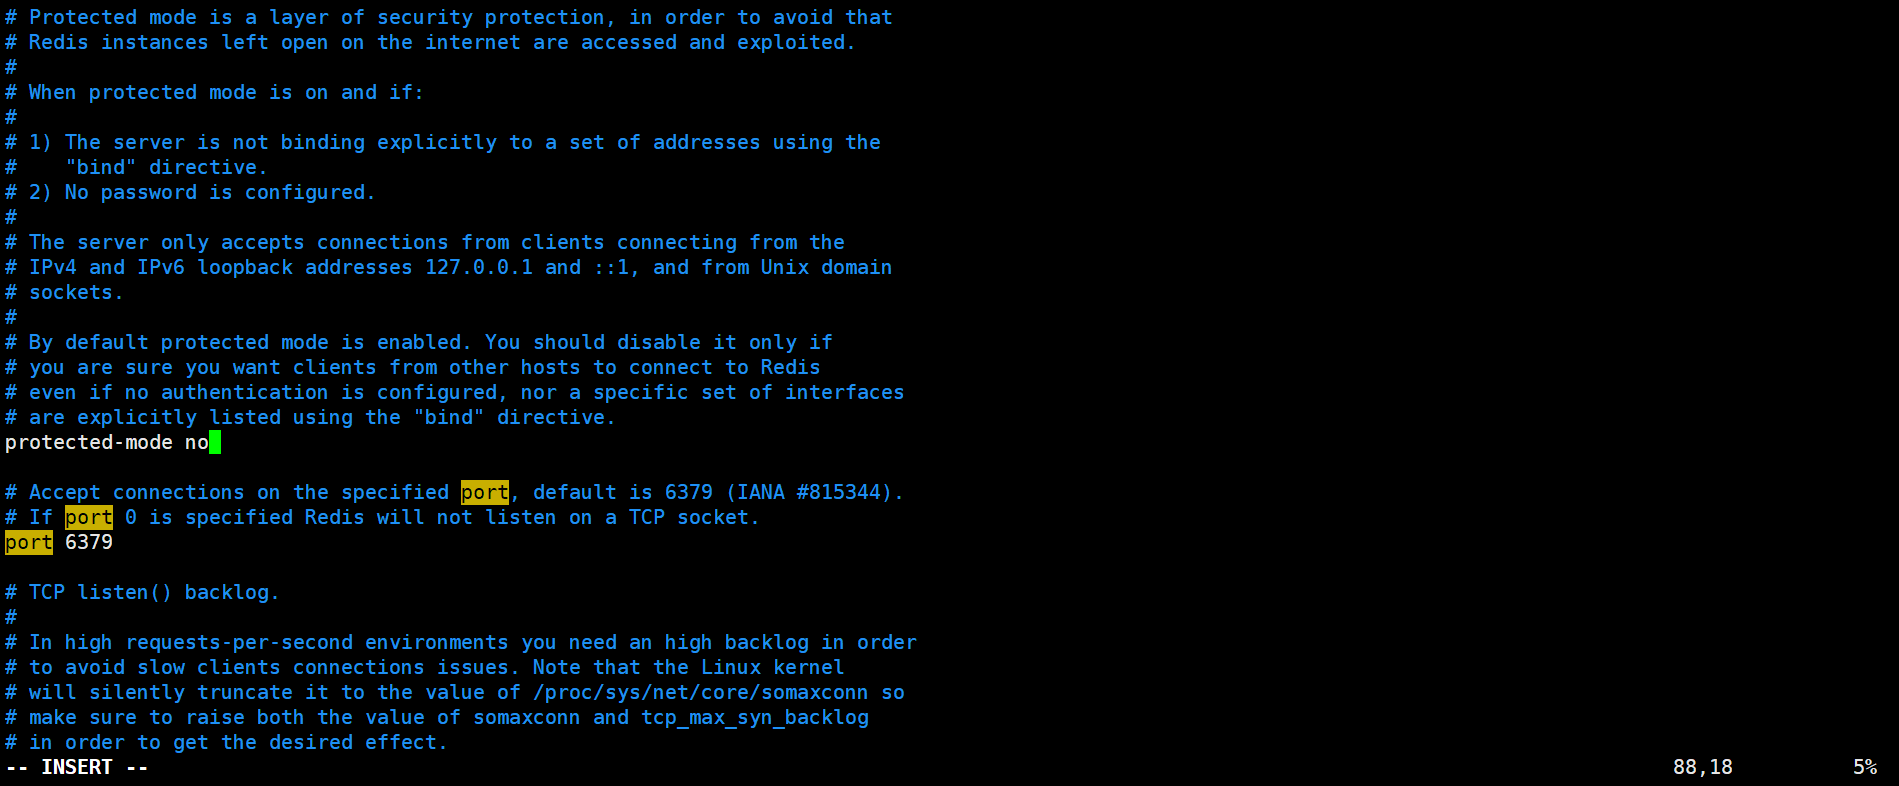 # Protected mode is a layer of security protection, in order to avoid that
# Redis instances left open on the internet are accessed and exploited.
#
# When protected mode is on and if:
#
# 1) The server is not binding explicitly to a set of addresses using the
#    "bind" directive.
# 2) No password is configured.
#
# The server only accepts connections from clients connecting from the
# IPv4 and IPv6 loopback addresses 127.0.0.1 and ::1, and from Unix domain
# sockets.
#
# By default protected mode is enabled. You should disable it only if
# you are sure you want clients from other hosts to connect to Redis
# even if no authentication is configured, nor a specific set of interfaces
# are explicitly listed using the "bind" directive.
protected-mode no

# Accept connections on the specified port, default is 6379 (IANA #815344).
# If port 0 is specified Redis will not listen on a TCP socket.
port 6379

# TCP listen() backlog.
#
# In high requests-per-second environments you need an high backlog in order
# to avoid slow clients connections issues. Note that the Linux kernel
# will silently truncate it to the value of /proc/sys/net/core/somaxconn so
# make sure to raise both the value of somaxconn and tcp_max_syn_backlog
# in order to get the desired effect.
-- INSERT -- 88,18 5%